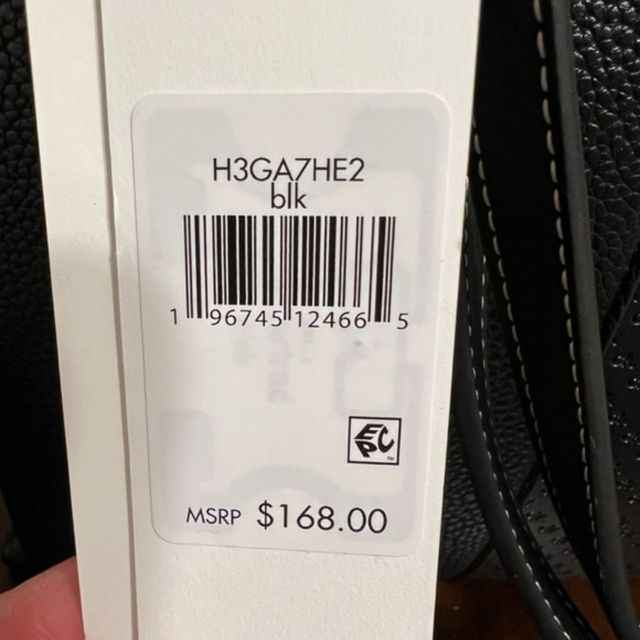 H3GA7HE2
blk
1 96745 12466 5
EPC
MSRP $168.00